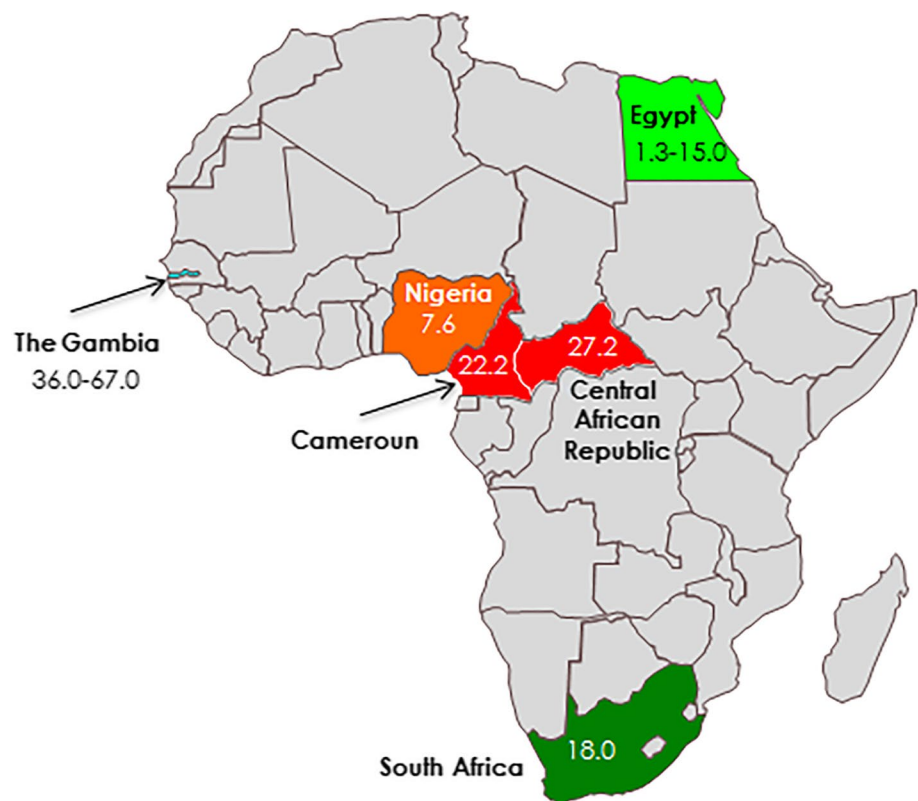 Egypt
1.3-15.0
Nigeria
7.6
The Gambia
36.0-67.0
22.2
27.2
Cameroun
Central
African
Republic
18.0
South Africa